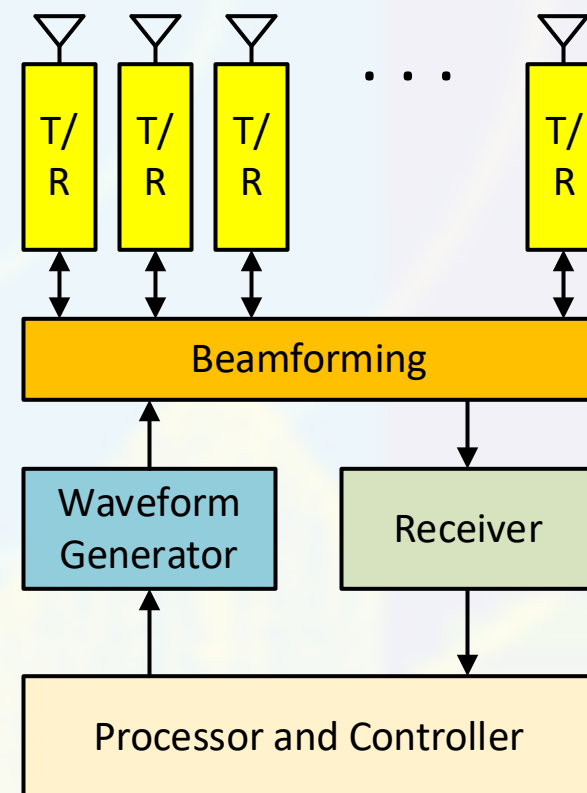 T/
R
T/
R
T/
R
. . .
T/
R
Beamforming
Waveform
Generator
Receiver
Processor and Controller